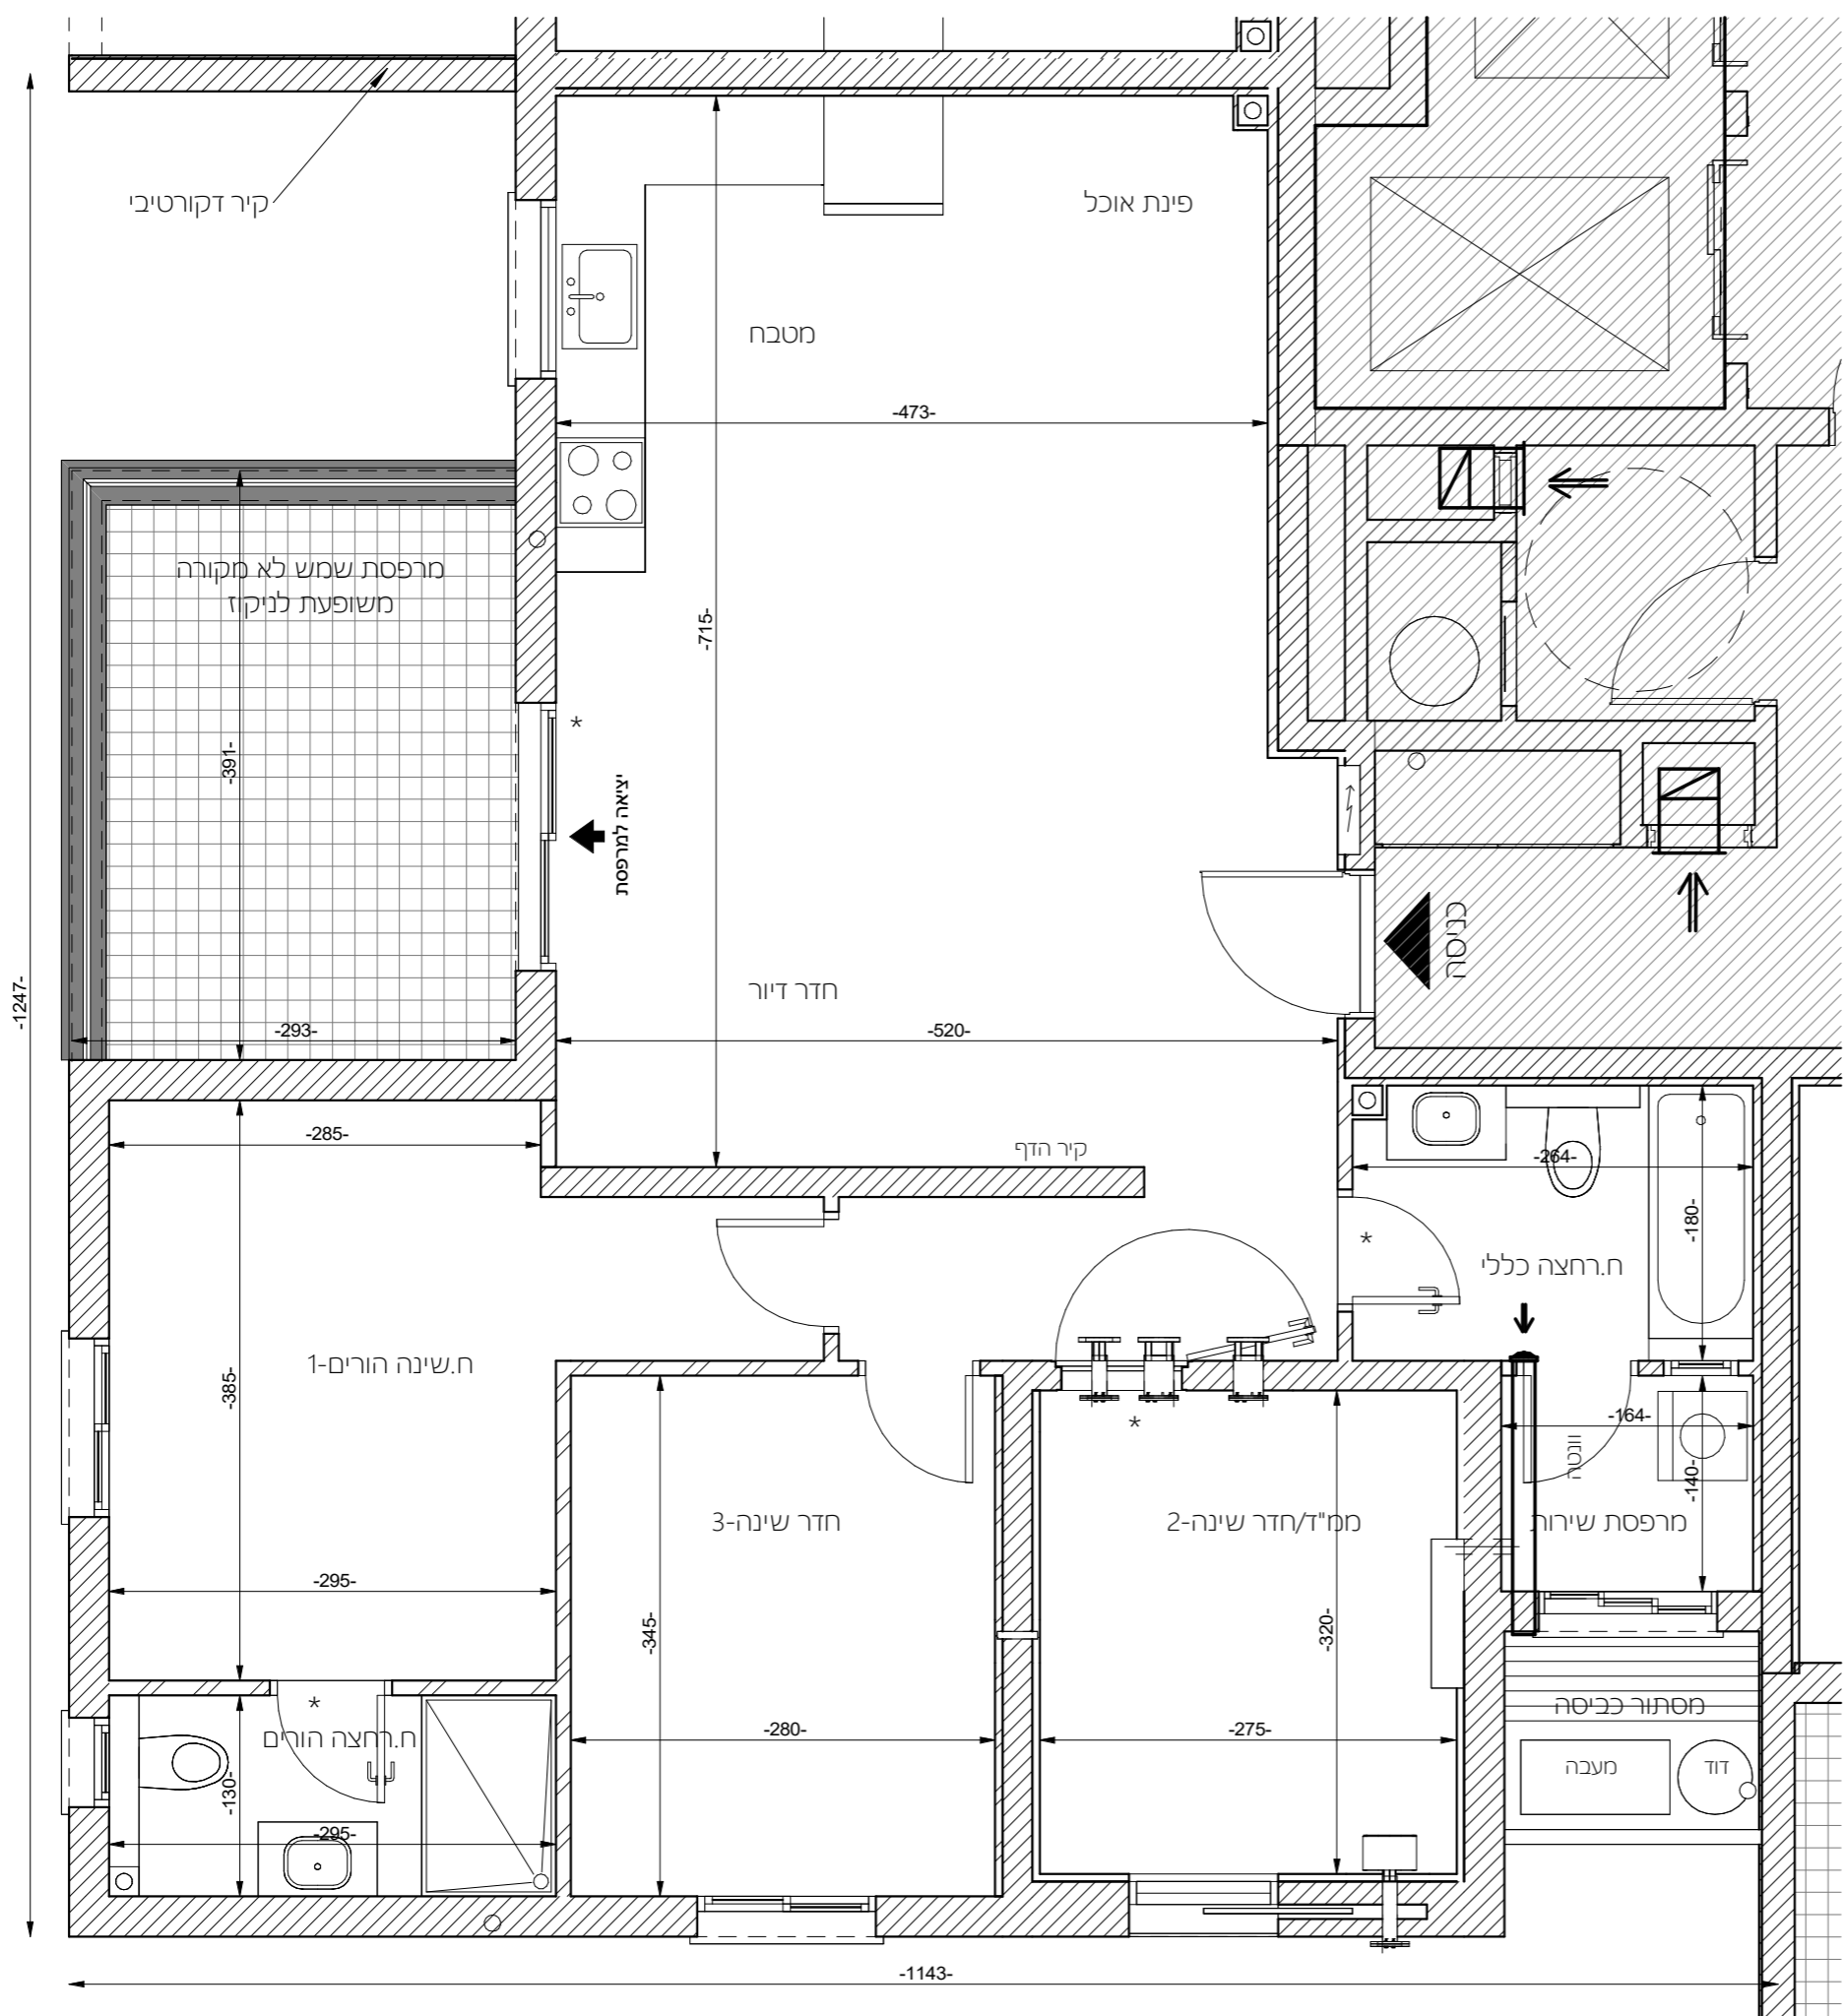 קיר דקורטיבי
פינת אוכל
מטבח
-473-
מרפסת שמש לא מקורה
משופעת לניקוז
-715-
-391-
*
יציאה למרפסת
כניסה
חדר דיור
-1247-
-293-
-520-
-285-
קיר הדף
-264-
-180-
*
ח.רחצה כללי
ח.שינה הורים-1
-385-
*
-164-
וונטה
-140-
חדר שינה-3
ממ"ד/חדר שינה-2
מרפסת שירות
-295-
-345-
-320-
*
ח.רחצה הורים
-280-
-275-
מסתור כביסה
מעבה
דוד
-130-
-295-
-1143-